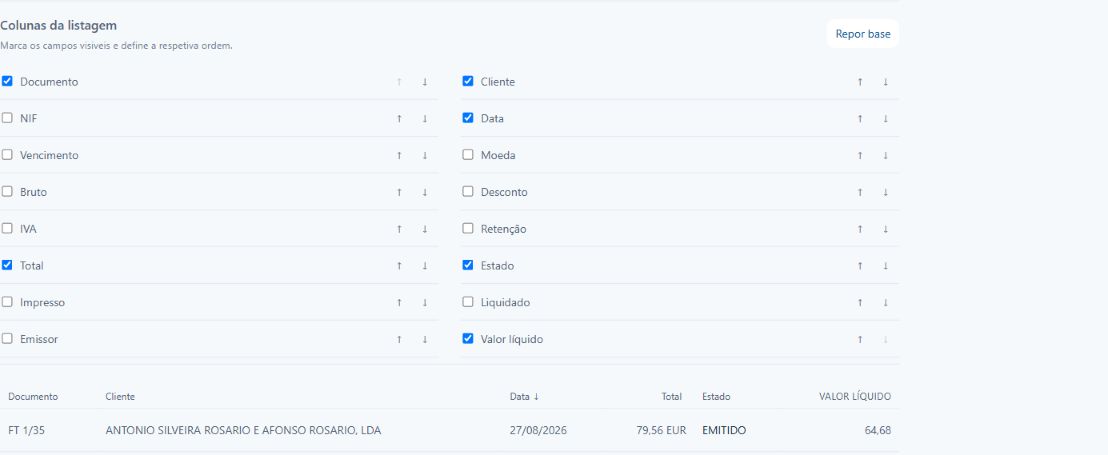 Colunas da listagem
Repor base
Marca os campos visíveis e define a respetiva ordem.
Documento ↑ ↓ Cliente ↑ ↓
NIF ↑ ↓ Data ↑ ↓
Vencimento ↑ ↓ Moeda ↑ ↓
Bruto ↑ ↓ Desconto ↑ ↓
IVA ↑ ↓ Retenção ↑ ↓
Total ↑ ↓ Estado ↑ ↓
Impresso ↑ ↓ Liquidado ↑ ↓
Emissor ↑ ↓ Valor líquido ↑ ↓
Documento Cliente Data ↓ Total Estado VALOR LÍQUIDO
FT 1/35 ANTONIO SILVEIRA ROSARIO E AFONSO ROSARIO, LDA 27/08/2026 79,56 EUR EMITIDO 64,68